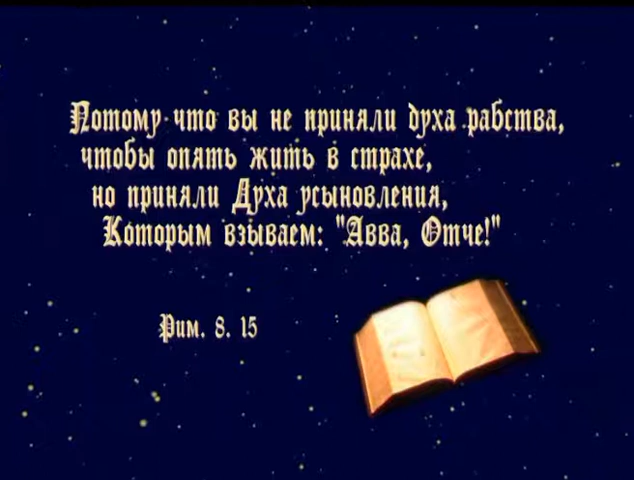 Потому что вы не приняли духа рабства,
чтобы опять жить в страхе,
но приняли Духа усыновления,
Которым взываем: "Авва, Отче!"
Рим. 8. 15